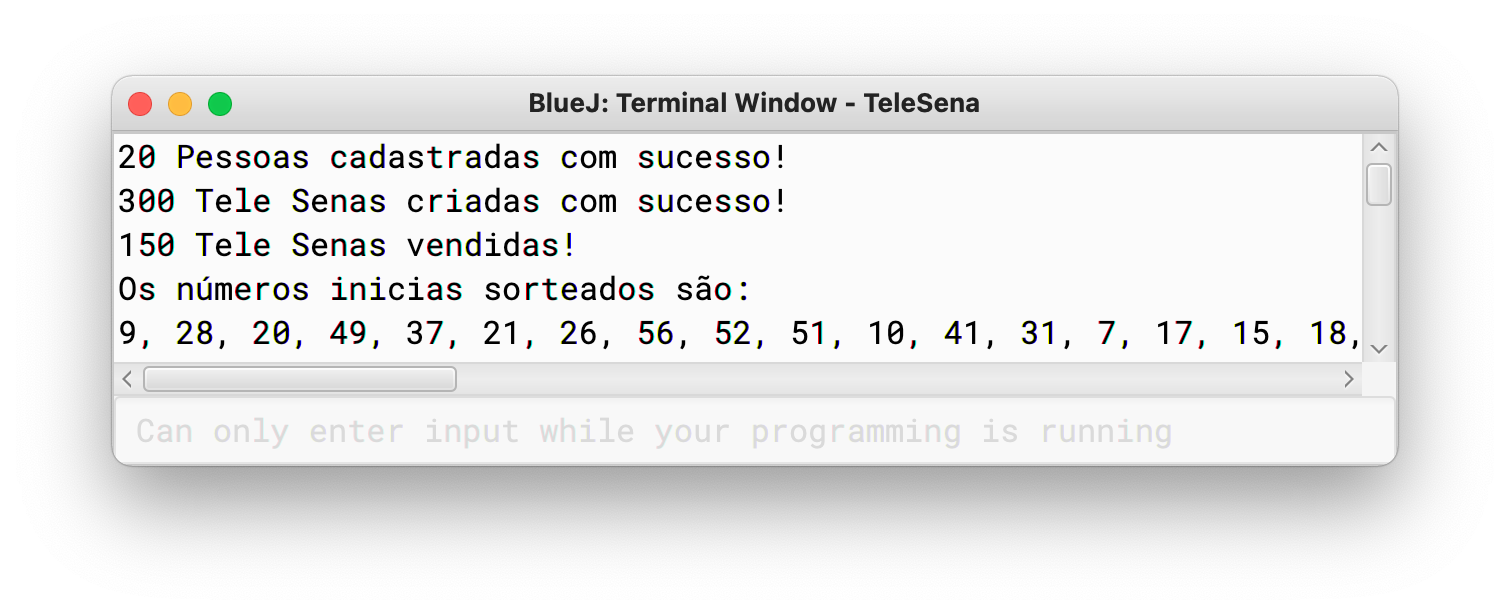 BlueJ: Terminal Window - TeleSena
20 Pessoas cadastradas com sucesso!
300 Tele Senas criadas com sucesso!
150 Tele Senas vendidas!
Os números inicias sorteados são:
9, 28, 20, 49, 37, 21, 26, 56, 52, 51, 10, 41, 31, 7, 17, 15, 18,
Can only enter input while your programming is running